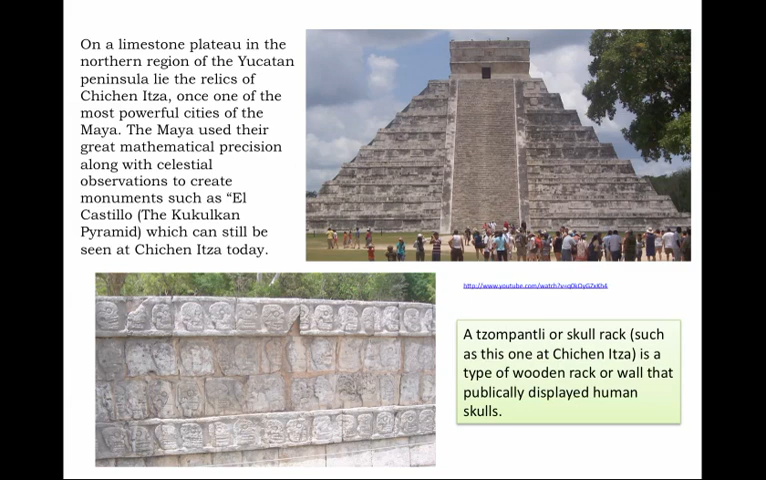 On a limestone plateau in the
northern region of the Yucatan
peninsula lie the relics of
Chichen Itza, once one of the
most powerful cities of the
Maya. The Maya used their
great mathematical precision
along with celestial
observations to create
monuments such as “El
Castillo (The Kukulkan
Pyramid) which can still be
seen at Chichen Itza today.
A tzompantli or skull rack (such
as this one at Chichen Itza) is a
type of wooden rack or wall that
publically displayed human
skulls.